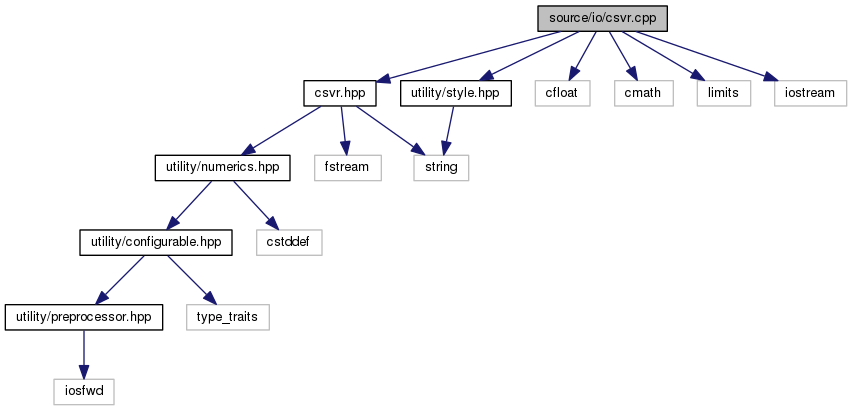 source/io/csvr.cpp
csvr.hpp
utility/style.hpp
cfloat
cmath
limits
iostream
utility/numerics.hpp
fstream
string
utility/configurable.hpp
cstddef
utility/preprocessor.hpp
type_traits
iosfwd